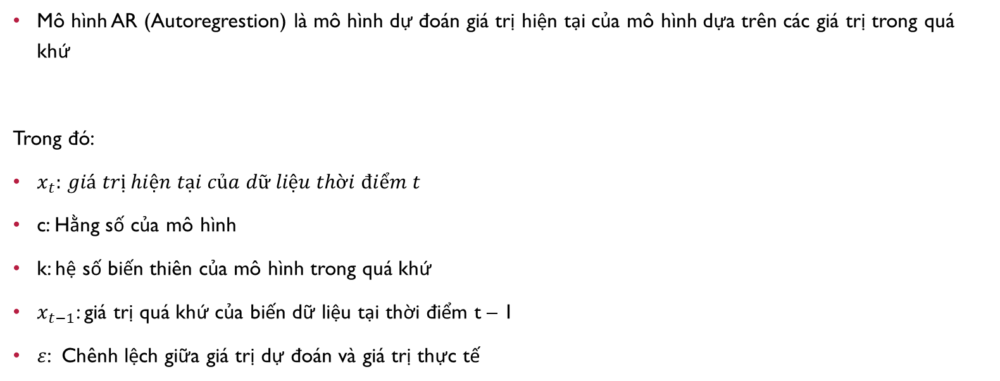 • Mô hình AR (Autoregrestion) là mô hình dự đoán giá trị hiện tại của mô hình dựa trên các giá trị trong quá
khứ
Trong đó:
• xₜ: giá trị hiện tại của dữ liệu thời điểm t
• c: Hằng số của mô hình
• k: hệ số biến thiên của mô hình trong quá khứ
• xₜ₋₁: giá trị quá khứ của biến dữ liệu tại thời điểm t – 1
• ε: Chênh lệch giữa giá trị dự đoán và giá trị thực tế